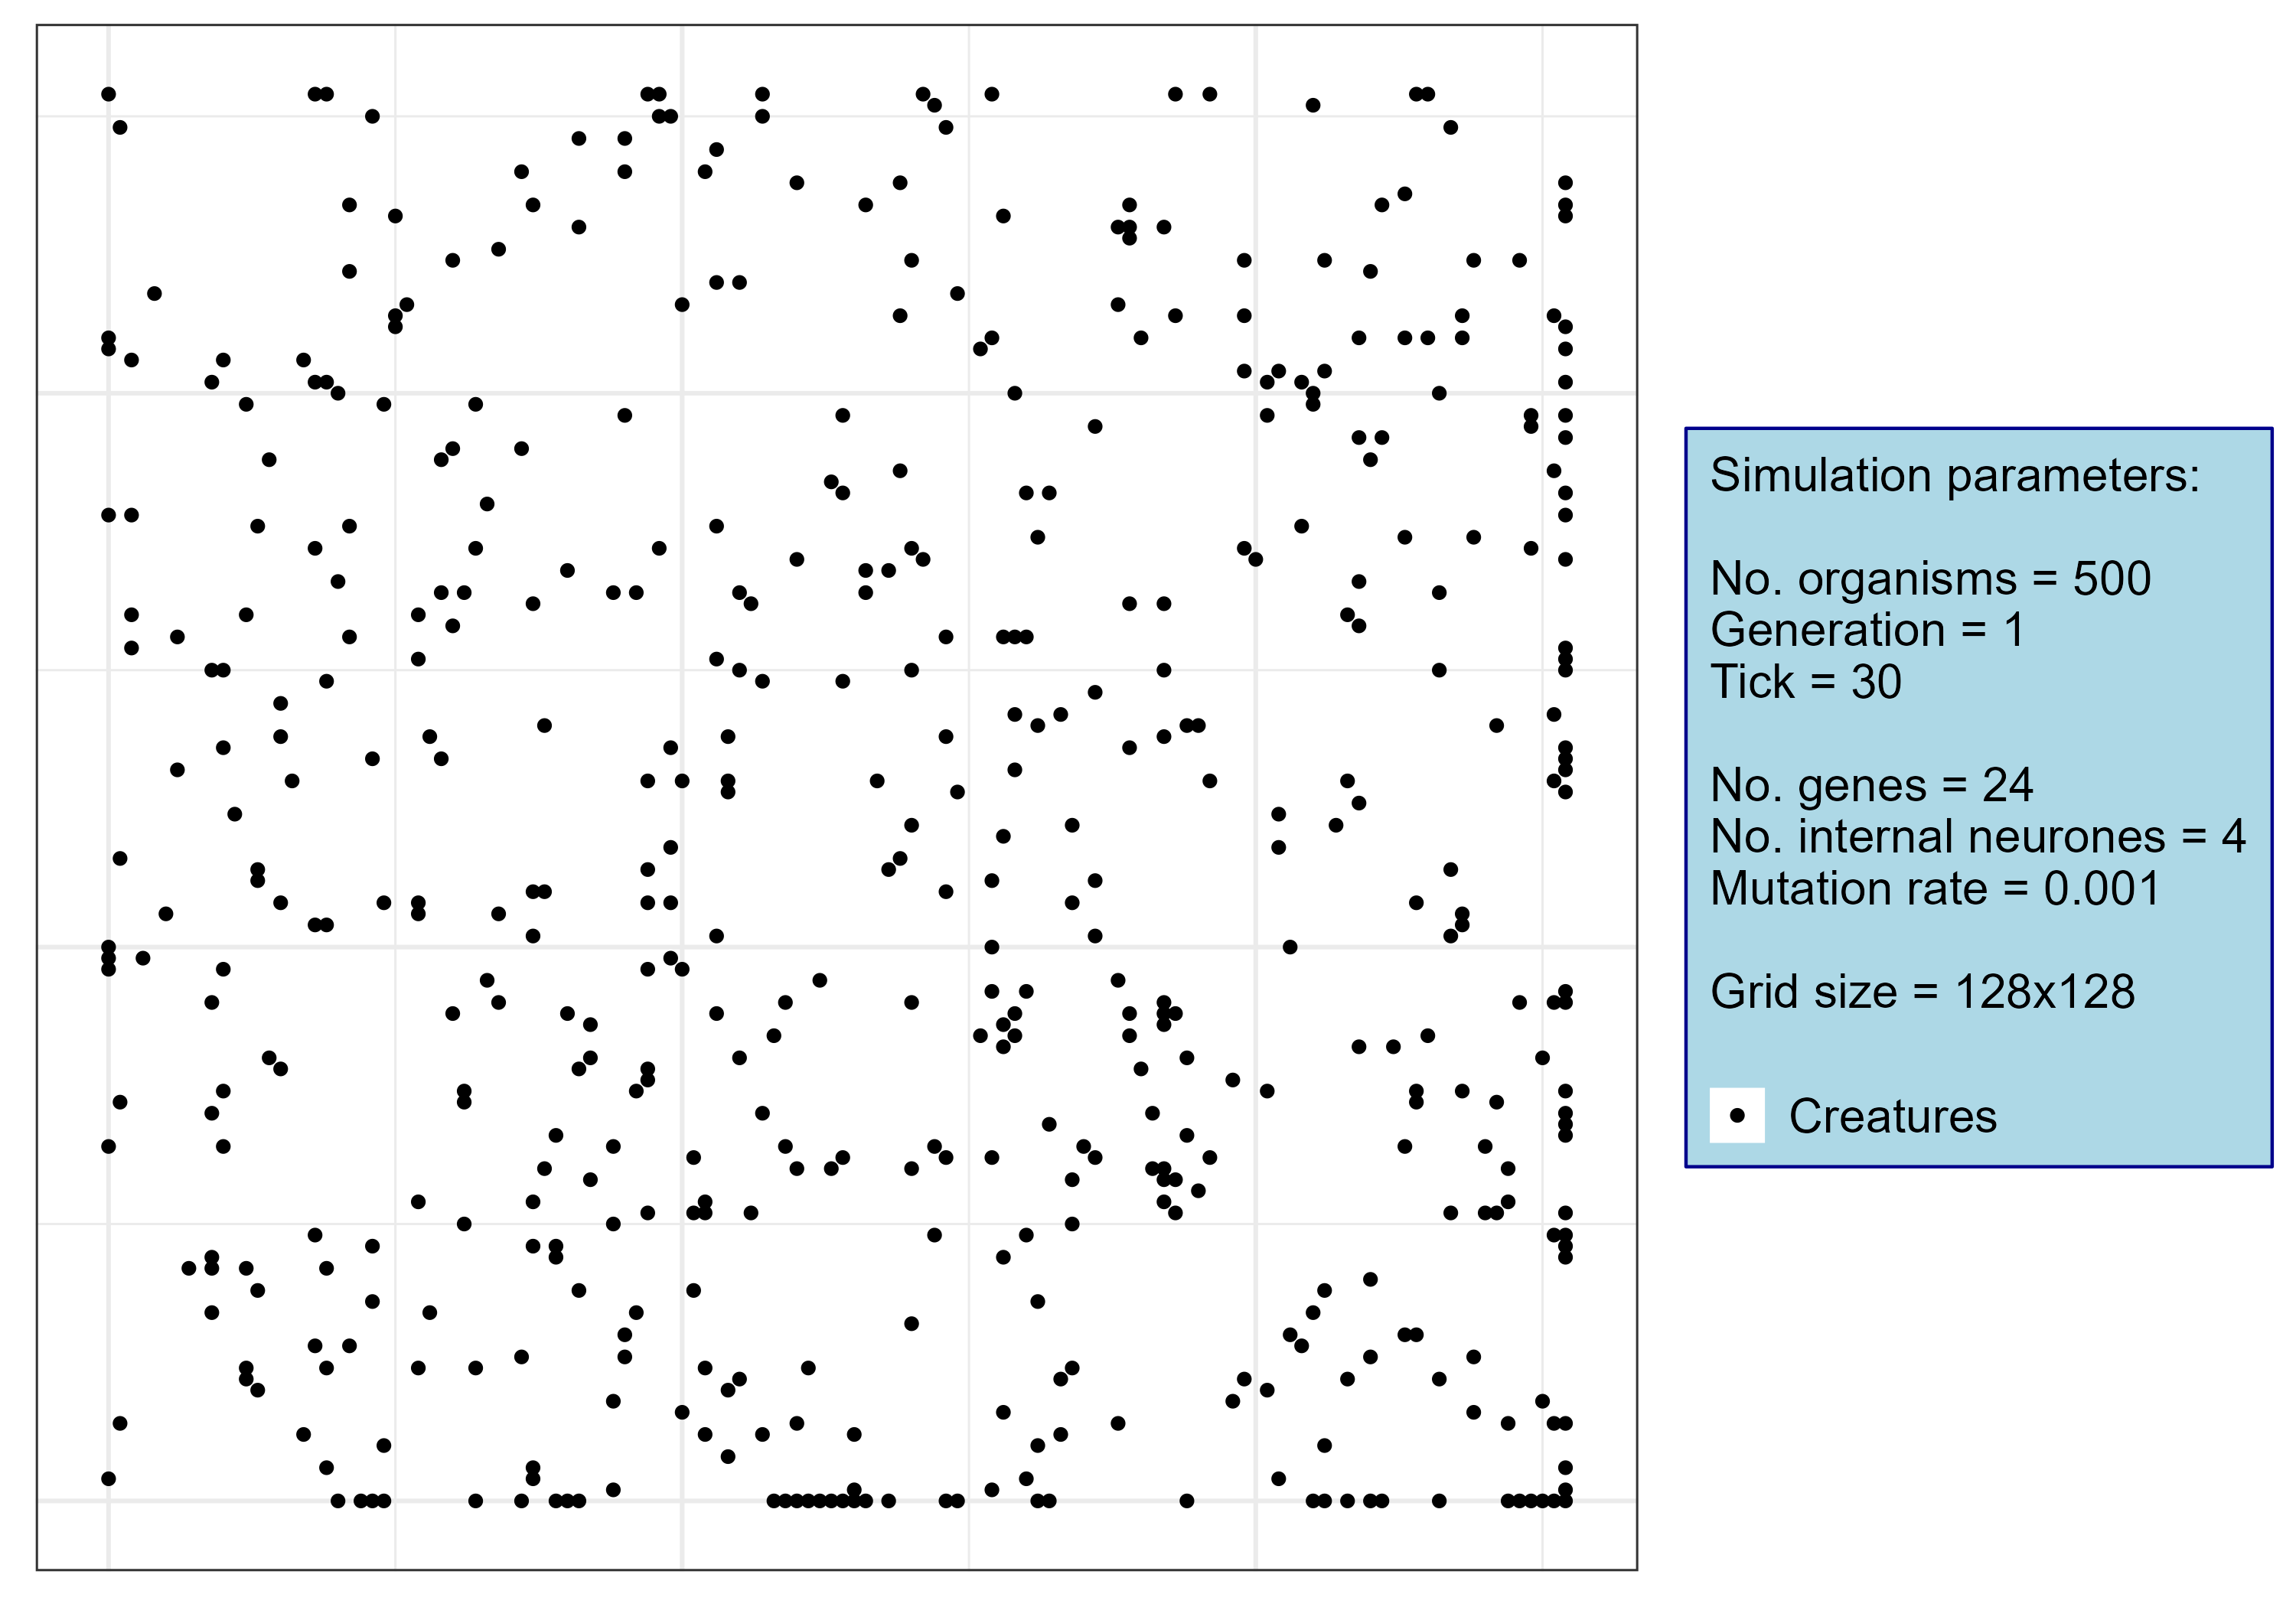 Simulation parameters:
No. organisms = 500
Generation = 1
Tick = 30
No. genes = 24
No. internal neurones = 4
Mutation rate = 0.001
Grid size = 128x128
Creatures